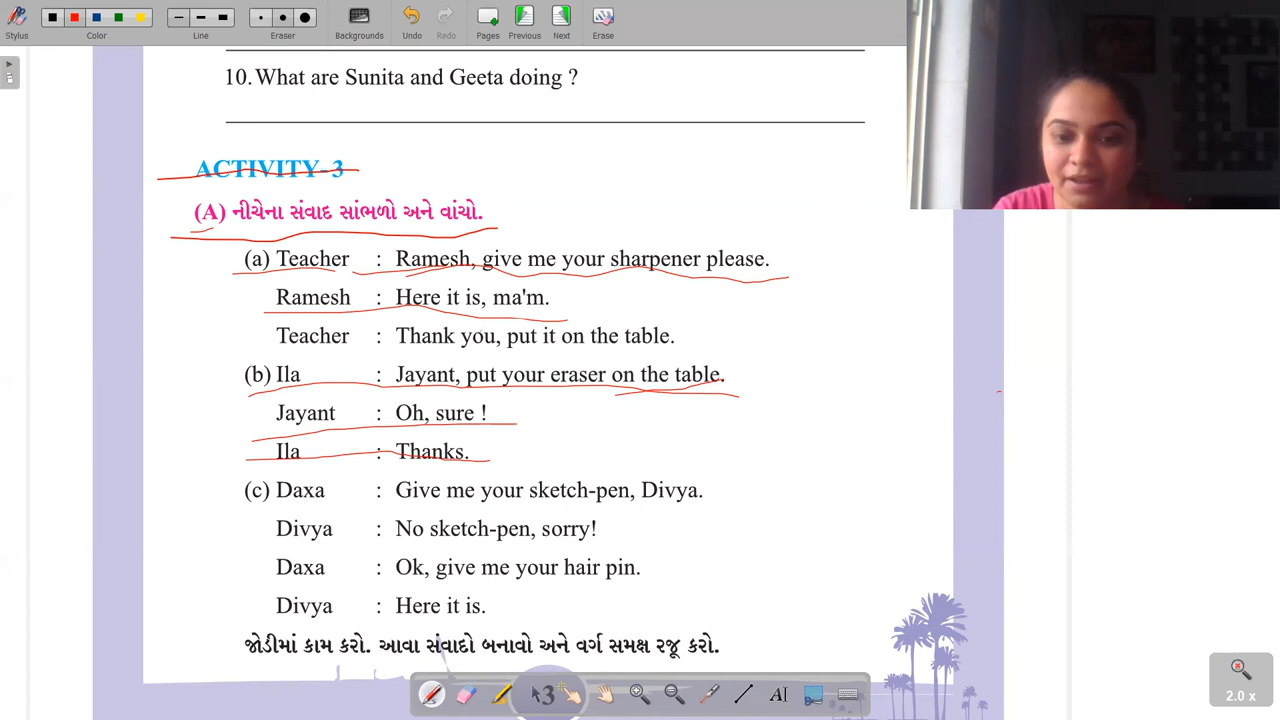 Stylus Color Line Eraser Backgrounds Undo Redo Pages Previous Next Erase
10. What are Sunita and Geeta doing ?
ACTIVITY-3
(A) નીચેના સંવાદ સાંભળો અને વાંચો.
(a) Teacher : Ramesh, give me your sharpener please.
Ramesh : Here it is, ma'm.
Teacher : Thank you, put it on the table.
(b) Ila : Jayant, put your eraser on the table.
Jayant : Oh, sure !
Ila : Thanks.
(c) Daxa : Give me your sketch-pen, Divya.
Divya : No sketch-pen, sorry!
Daxa : Ok, give me your hair pin.
Divya : Here it is.
જોડીમાં કામ કરો. આવા સંવાદો બનાવો અને વર્ગ સમક્ષ રજૂ કરો.
3
2.0 x